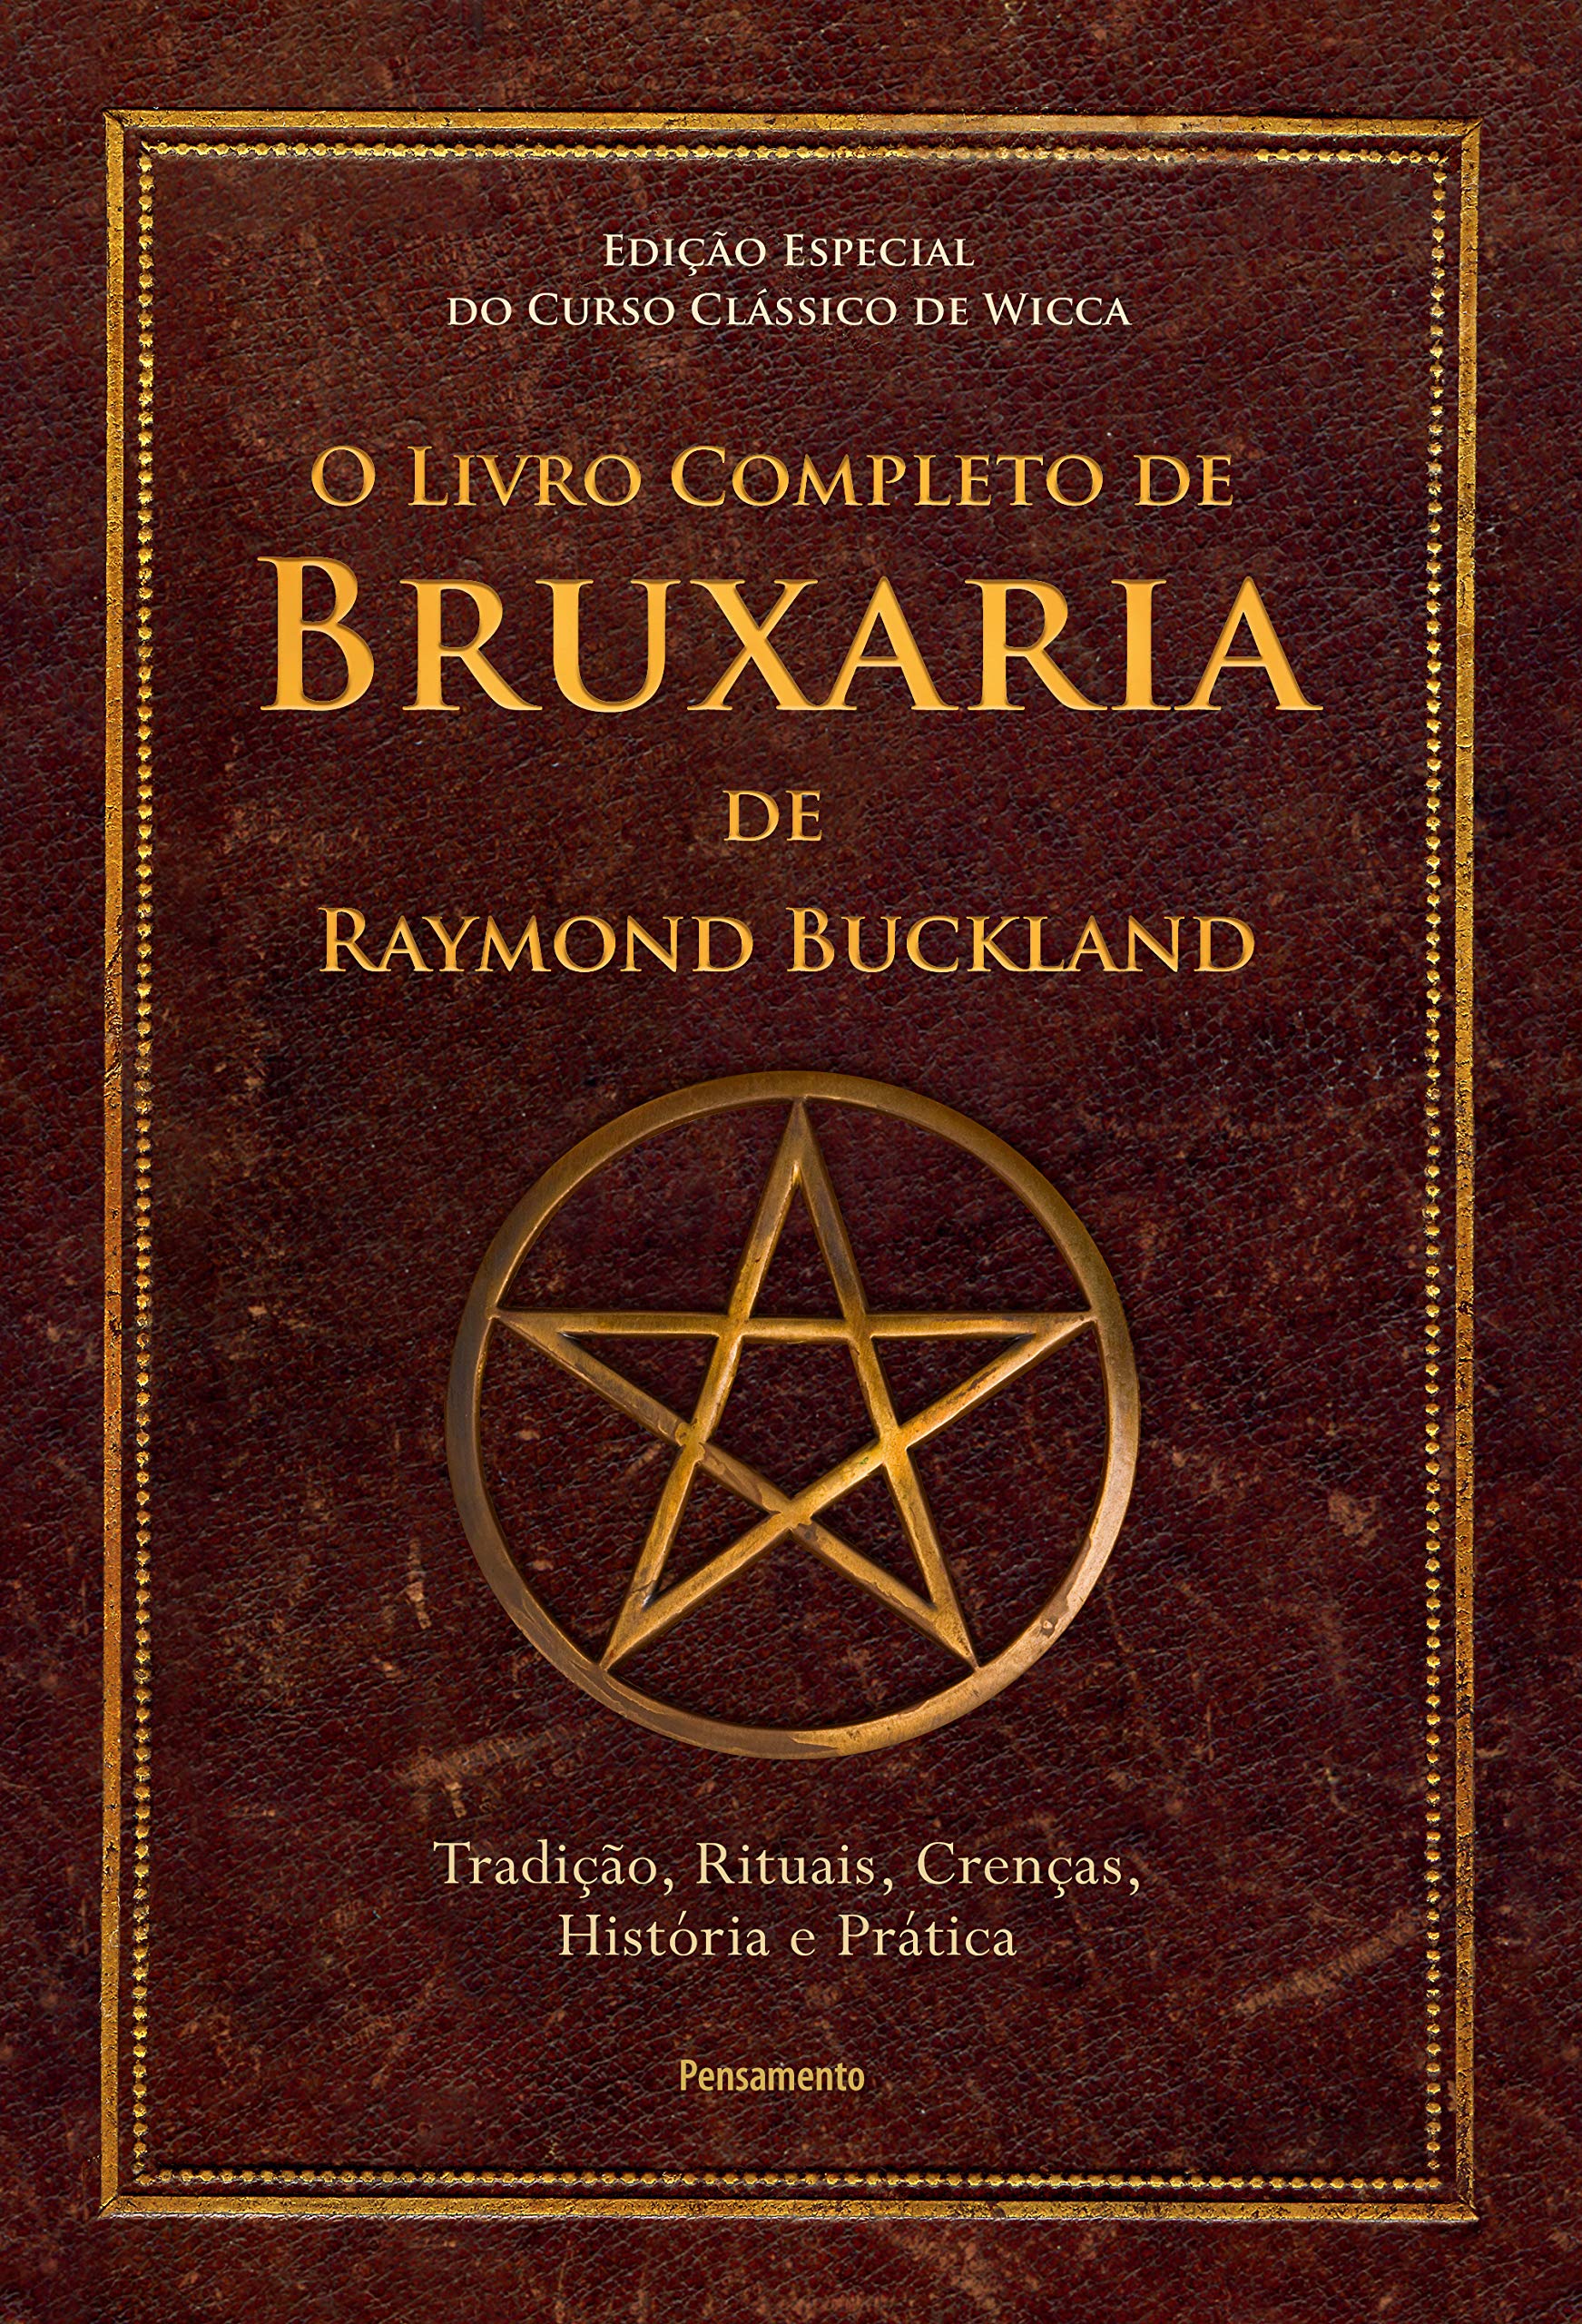 Edição Especial
do Curso Clássico de Wicca
O Livro Completo de
Bruxaria
de
Raymond Buckland
Tradição, Rituais, Crenças,
História e Prática
Pensamento